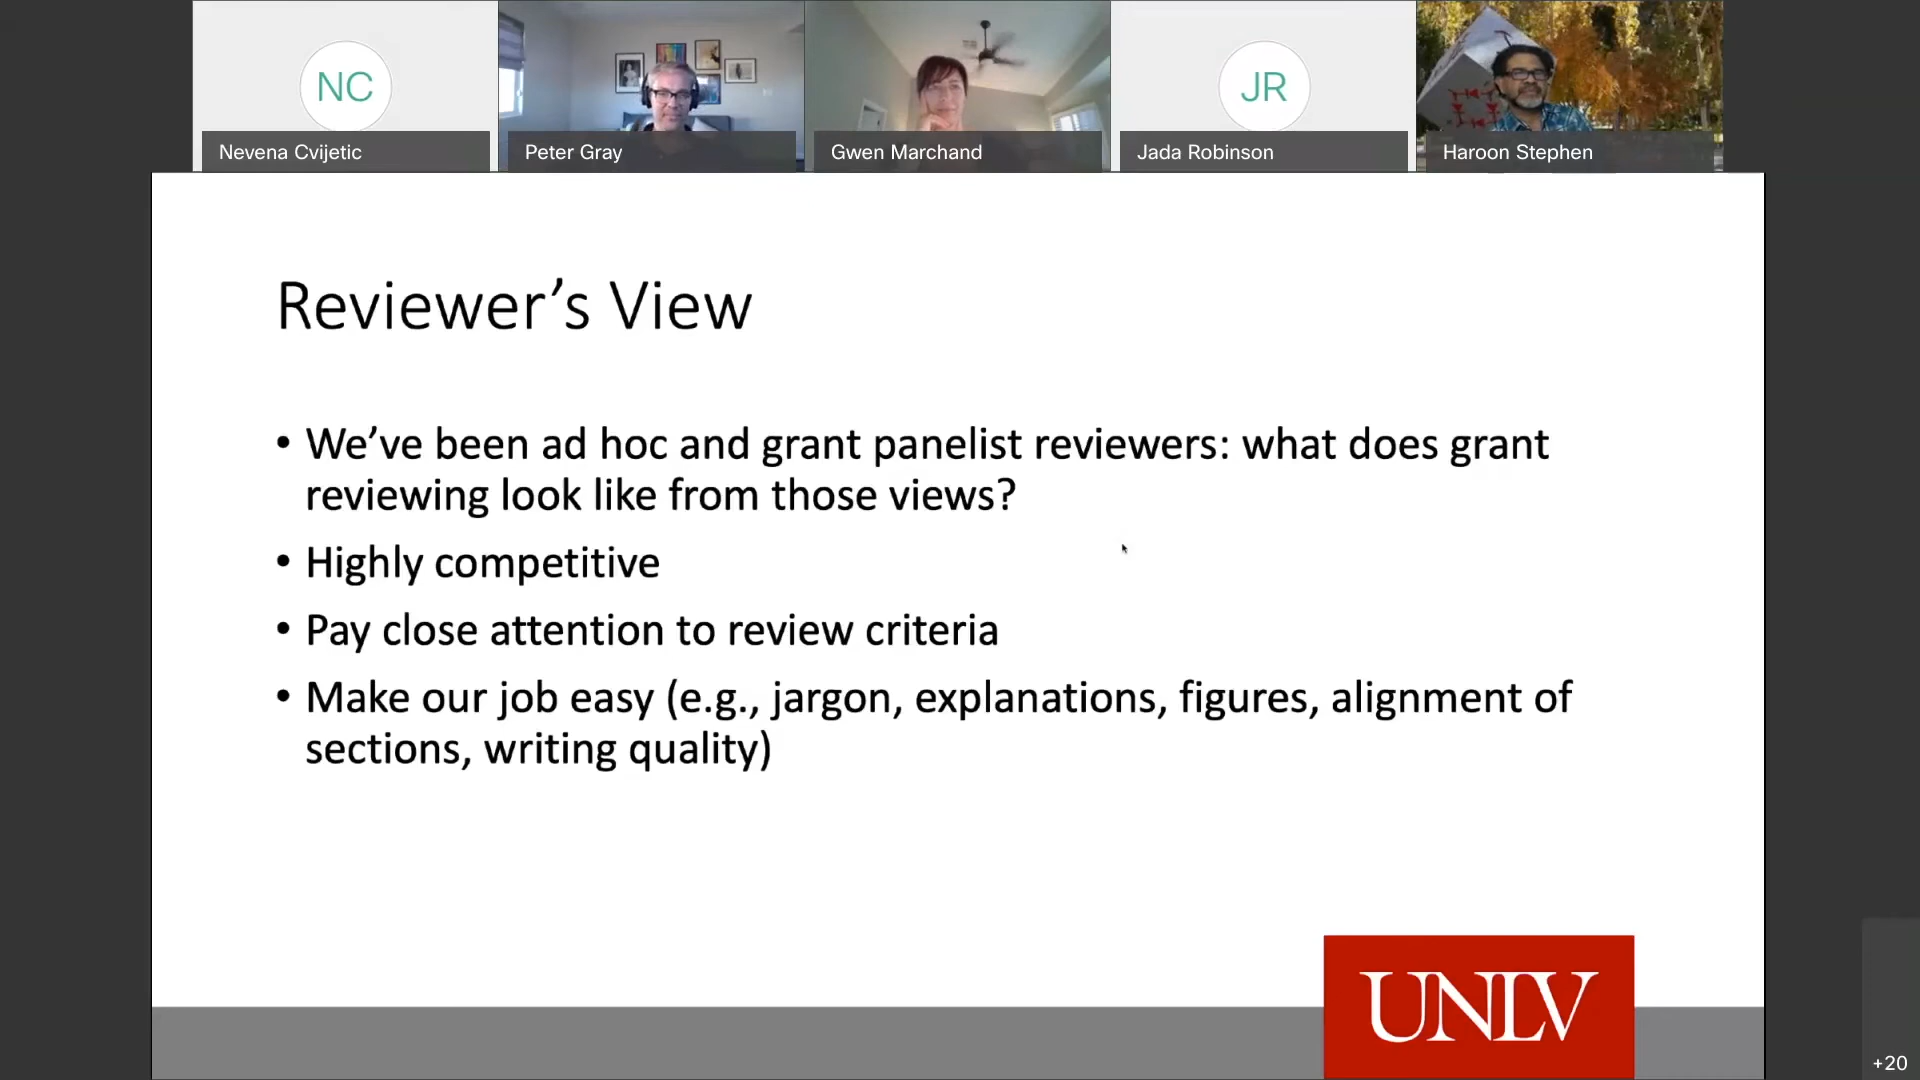 NC
JR
Nevena Cvijetic
Peter Gray
Gwen Marchand
Jada Robinson
Haroon Stephen
Reviewer’s View
• We’ve been ad hoc and grant panelist reviewers: what does grant
reviewing look like from those views?
• Highly competitive
• Pay close attention to review criteria
• Make our job easy (e.g., jargon, explanations, figures, alignment of
sections, writing quality)
UNLV
+20